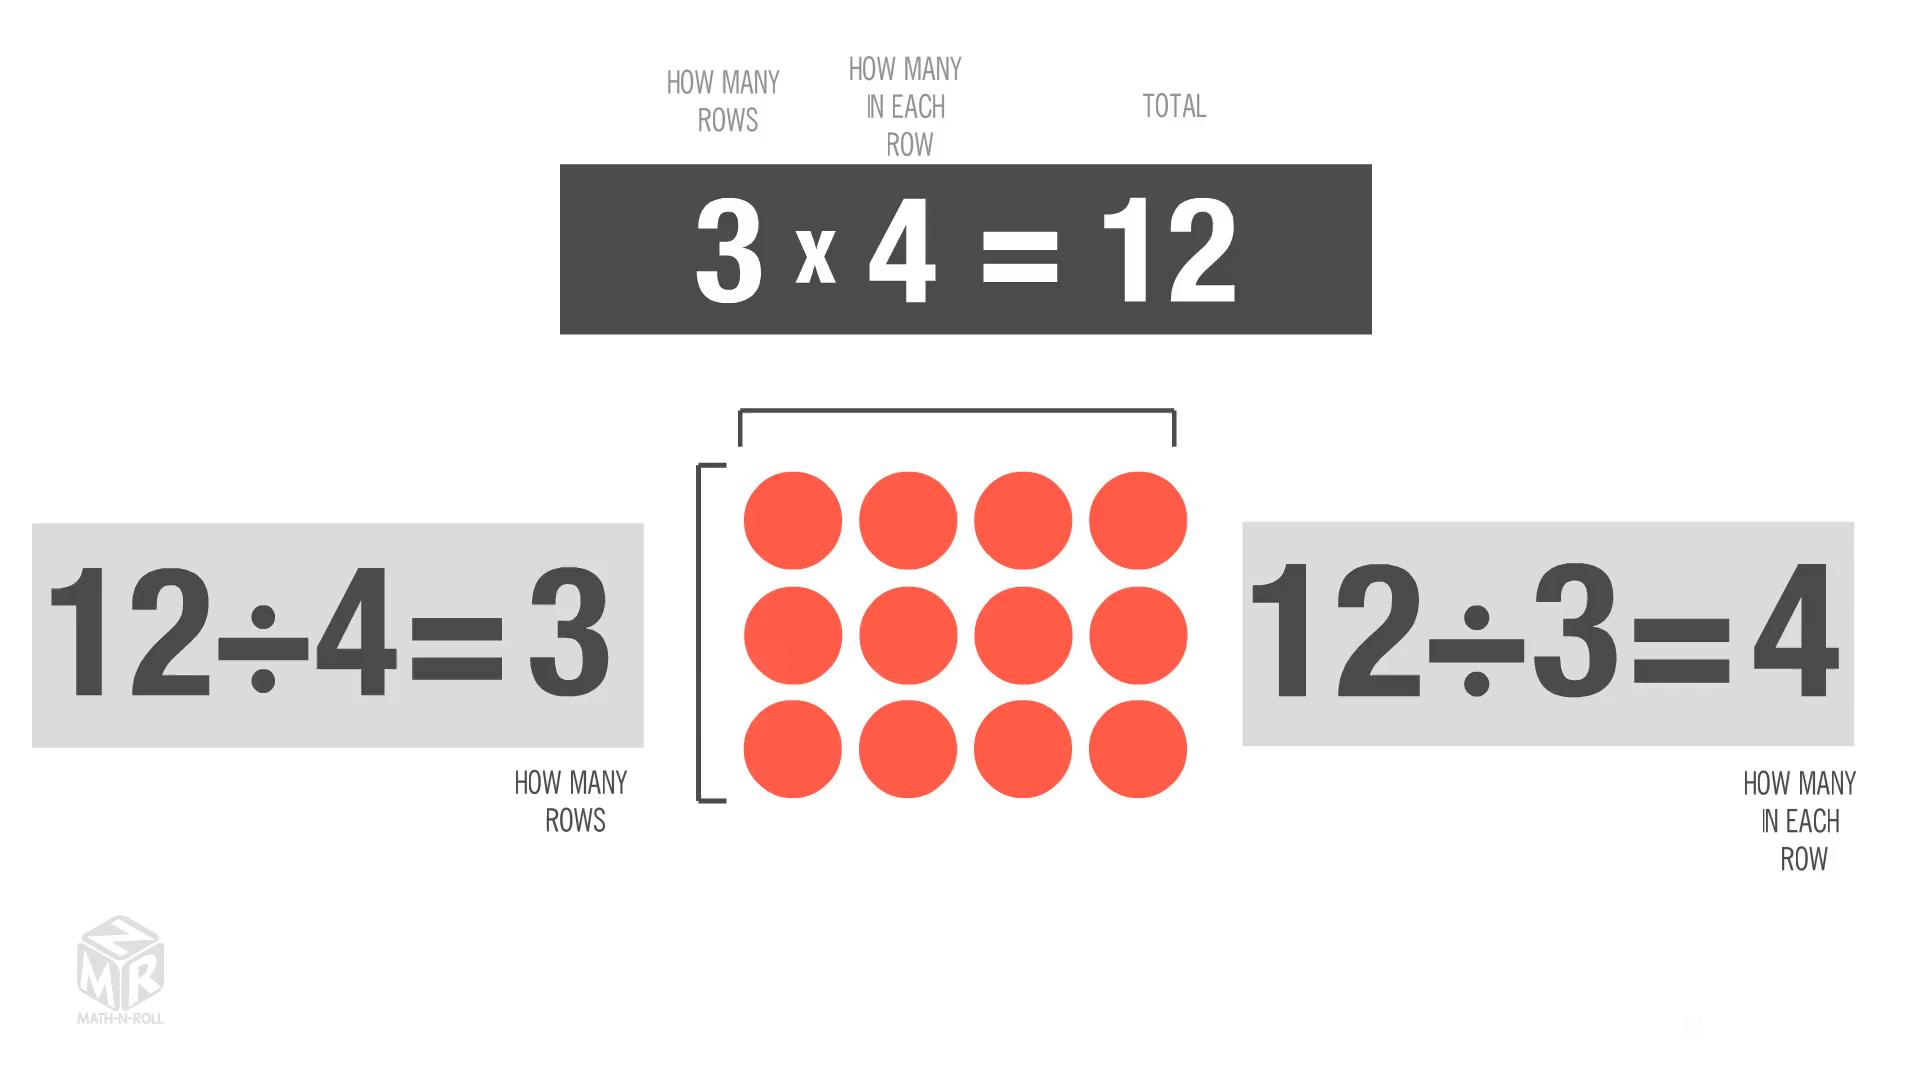 HOW MANY
ROWS
HOW MANY
IN EACH
ROW
TOTAL
3 x 4 = 12
12÷4=3
HOW MANY
ROWS
12÷3=4
HOW MANY
IN EACH
ROW
MNR
MATH-N-ROLL